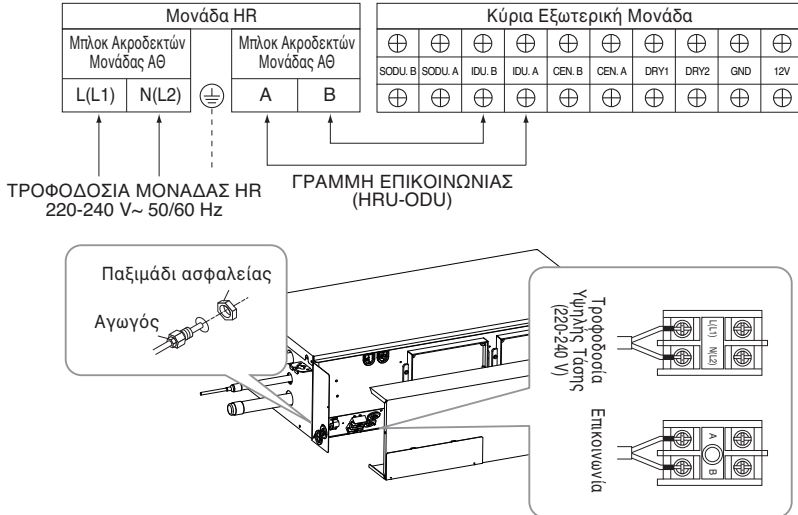 Μονάδα HR
Κύρια Εξωτερική Μονάδα
Μπλοκ Ακροδεκτών
Μονάδας ΑΘ
Μπλοκ Ακροδεκτών
Μονάδας ΑΘ
L(L1) N(L2)
A B
SODU. B SODU. A IDU. B IDU. A CEN. B CEN. A DRY1 DRY2 GND 12V
ΤΡΟΦΟΔΟΣΙΑ ΜΟΝΑΔΑΣ HR
220-240 V~ 50/60 Hz
ΓΡΑΜΜΗ ΕΠΙΚΟΙΝΩΝΙΑΣ
(HRU-ODU)
Παξιμάδι ασφαλείας
Αγωγός
Τροφοδοσία
Υψηλής Τάσης
(220-240 V)
L(L1) N(L2)
Επικοινωνία
A B